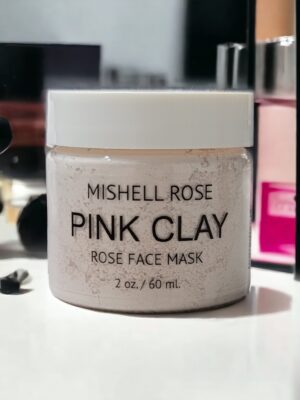 MISHELL ROSE
PINK CLAY
ROSE FACE MASK
2 oz. / 60 ml.